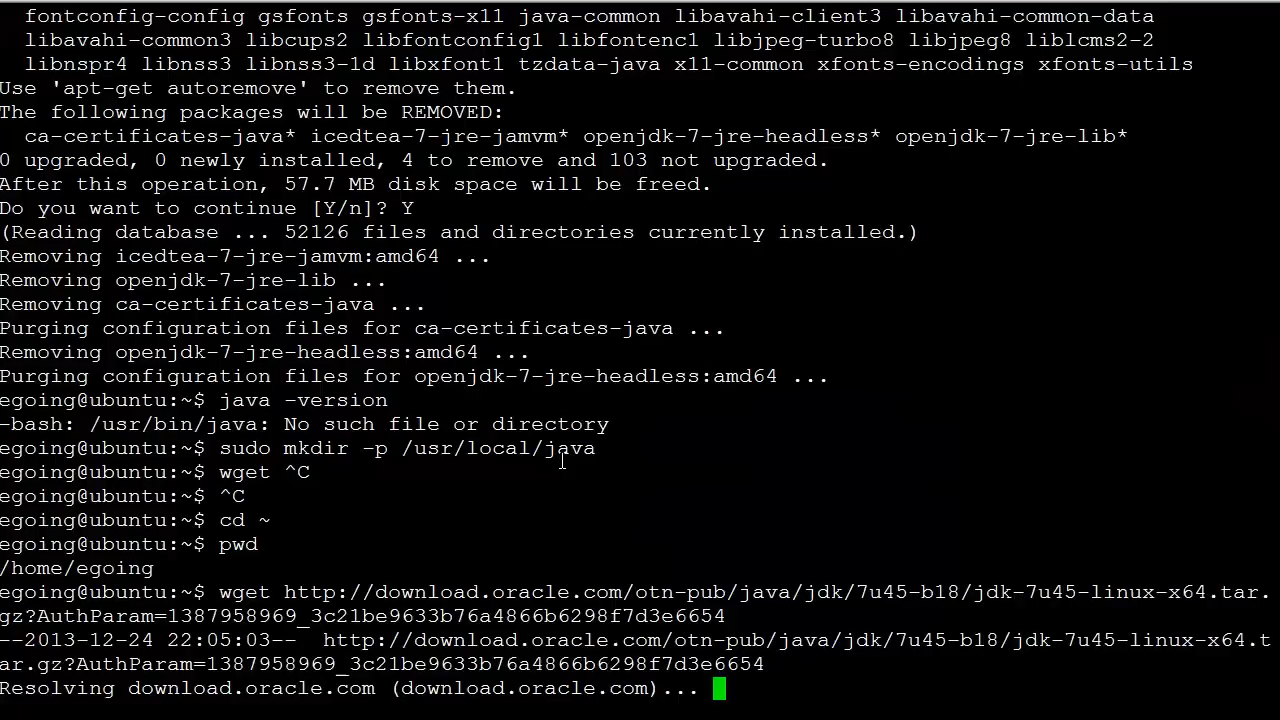 fontconfig-config gsfonts gsfonts-x11 java-common libavahi-client3 libavahi-common-data
libavahi-common3 libcups2 libfontconfig1 libfontenc1 libjpeg-turbo8 libjpeg8 liblcms2-2
libnspr4 libnss3 libnss3-1d libxfont1 tzdata-java x11-common xfonts-encodings xfonts-utils
Use 'apt-get autoremove' to remove them.
The following packages will be REMOVED:
ca-certificates-java* icedtea-7-jre-jamvm* openjdk-7-jre-headless* openjdk-7-jre-lib*
0 upgraded, 0 newly installed, 4 to remove and 103 not upgraded.
After this operation, 57.7 MB disk space will be freed.
Do you want to continue [Y/n]? Y
(Reading database ... 52126 files and directories currently installed.)
Removing icedtea-7-jre-jamvm:amd64 ...
Removing openjdk-7-jre-lib ...
Removing ca-certificates-java ...
Purging configuration files for ca-certificates-java ...
Removing openjdk-7-jre-headless:amd64 ...
Purging configuration files for openjdk-7-jre-headless:amd64 ...
egoing@ubuntu:~$ java -version
-bash: /usr/bin/java: No such file or directory
egoing@ubuntu:~$ sudo mkdir -p /usr/local/java
egoing@ubuntu:~$ wget ^C
egoing@ubuntu:~$ ^C
egoing@ubuntu:~$ cd ~
egoing@ubuntu:~$ pwd
/home/egoing
egoing@ubuntu:~$ wget http://download.oracle.com/otn-pub/java/jdk/7u45-b18/jdk-7u45-linux-x64.tar.
gz?AuthParam=1387958969_3c21be9633b76a4866b6298f7d3e6654
--2013-12-24 22:05:03--  http://download.oracle.com/otn-pub/java/jdk/7u45-b18/jdk-7u45-linux-x64.t
ar.gz?AuthParam=1387958969_3c21be9633b76a4866b6298f7d3e6654
Resolving download.oracle.com (download.oracle.com)...